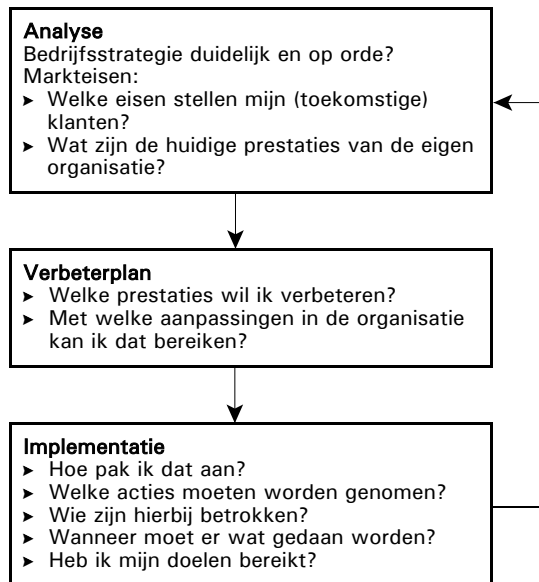 Analyse
Bedrijfsstrategie duidelijk en op orde?
Markteisen:
➤ Welke eisen stellen mijn (toekomstige)
klanten?
➤ Wat zijn de huidige prestaties van de eigen
organisatie?
Verbeterplan
➤ Welke prestaties wil ik verbeteren?
➤ Met welke aanpassingen in de organisatie
kan ik dat bereiken?
Implementatie
➤ Hoe pak ik dat aan?
➤ Welke acties moeten worden genomen?
➤ Wie zijn hierbij betrokken?
➤ Wanneer moet er wat gedaan worden?
➤ Heb ik mijn doelen bereikt?